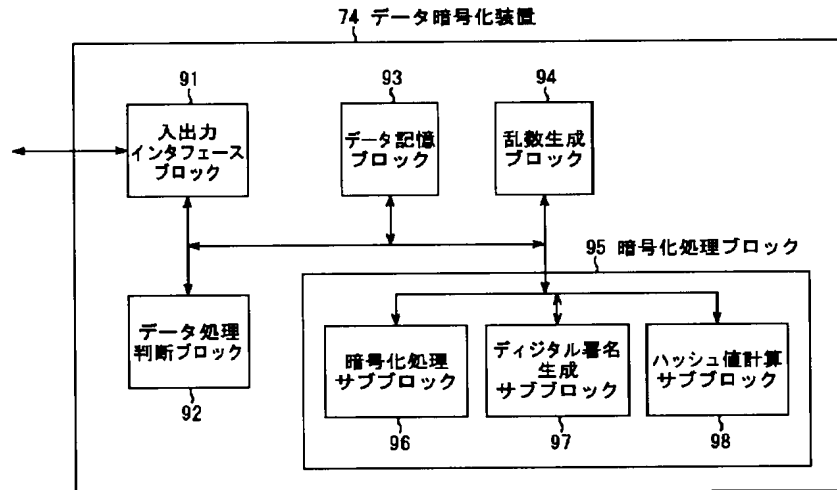 74 データ暗号化装置
91
93
94
入出力
インタフェース
ブロック
データ記憶
ブロック
乱数生成
ブロック
95 暗号化処理ブロック
データ処理
判断ブロック
92
暗号化処理
サブブロック
ディジタル署名
生成
サブブロック
ハッシュ値計算
サブブロック
96
97
98